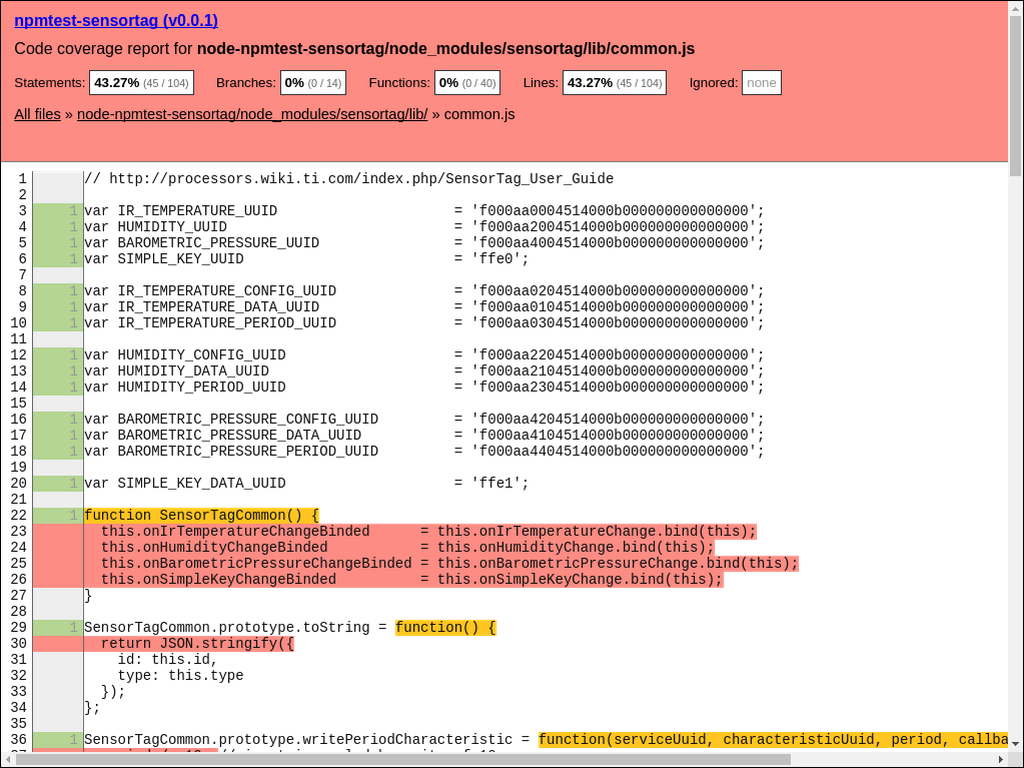 npmtest-sensortag (v0.0.1)
Code coverage report for node-npmtest-sensortag/node_modules/sensortag/lib/common.js
Statements: 43.27% (45 / 104) Branches: 0% (0 / 14) Functions: 0% (0 / 40) Lines: 43.27% (45 / 104) Ignored: none
All files » node-npmtest-sensortag/node_modules/sensortag/lib/ » common.js
1 // http://processors.wiki.ti.com/index.php/SensorTag_User_Guide
2
3 1 var IR_TEMPERATURE_UUID = 'f000aa0004514000b000000000000000';
4 1 var HUMIDITY_UUID = 'f000aa2004514000b000000000000000';
5 1 var BAROMETRIC_PRESSURE_UUID = 'f000aa4004514000b000000000000000';
6 1 var SIMPLE_KEY_UUID = 'ffe0';
7
8 1 var IR_TEMPERATURE_CONFIG_UUID = 'f000aa0204514000b000000000000000';
9 1 var IR_TEMPERATURE_DATA_UUID = 'f000aa0104514000b000000000000000';
10 1 var IR_TEMPERATURE_PERIOD_UUID = 'f000aa0304514000b000000000000000';
11
12 1 var HUMIDITY_CONFIG_UUID = 'f000aa2204514000b000000000000000';
13 1 var HUMIDITY_DATA_UUID = 'f000aa2104514000b000000000000000';
14 1 var HUMIDITY_PERIOD_UUID = 'f000aa2304514000b000000000000000';
15
16 1 var BAROMETRIC_PRESSURE_CONFIG_UUID = 'f000aa4204514000b000000000000000';
17 1 var BAROMETRIC_PRESSURE_DATA_UUID = 'f000aa4104514000b000000000000000';
18 1 var BAROMETRIC_PRESSURE_PERIOD_UUID = 'f000aa4404514000b000000000000000';
19
20 1 var SIMPLE_KEY_DATA_UUID = 'ffe1';
21
22 1 function SensorTagCommon() {
23 this.onIrTemperatureChangeBinded = this.onIrTemperatureChange.bind(this);
24 this.onHumidityChangeBinded = this.onHumidityChange.bind(this);
25 this.onBarometricPressureChangeBinded = this.onBarometricPressureChange.bind(this);
26 this.onSimpleKeyChangeBinded = this.onSimpleKeyChange.bind(this);
27 }
28
29 1 SensorTagCommon.prototype.toString = function() {
30 return JSON.stringify({
31 id: this.id,
32 type: this.type
33 });
34 };
35
36 1 SensorTagCommon.prototype.writePeriodCharacteristic = function(serviceUuid, characteristicUuid, period, callba